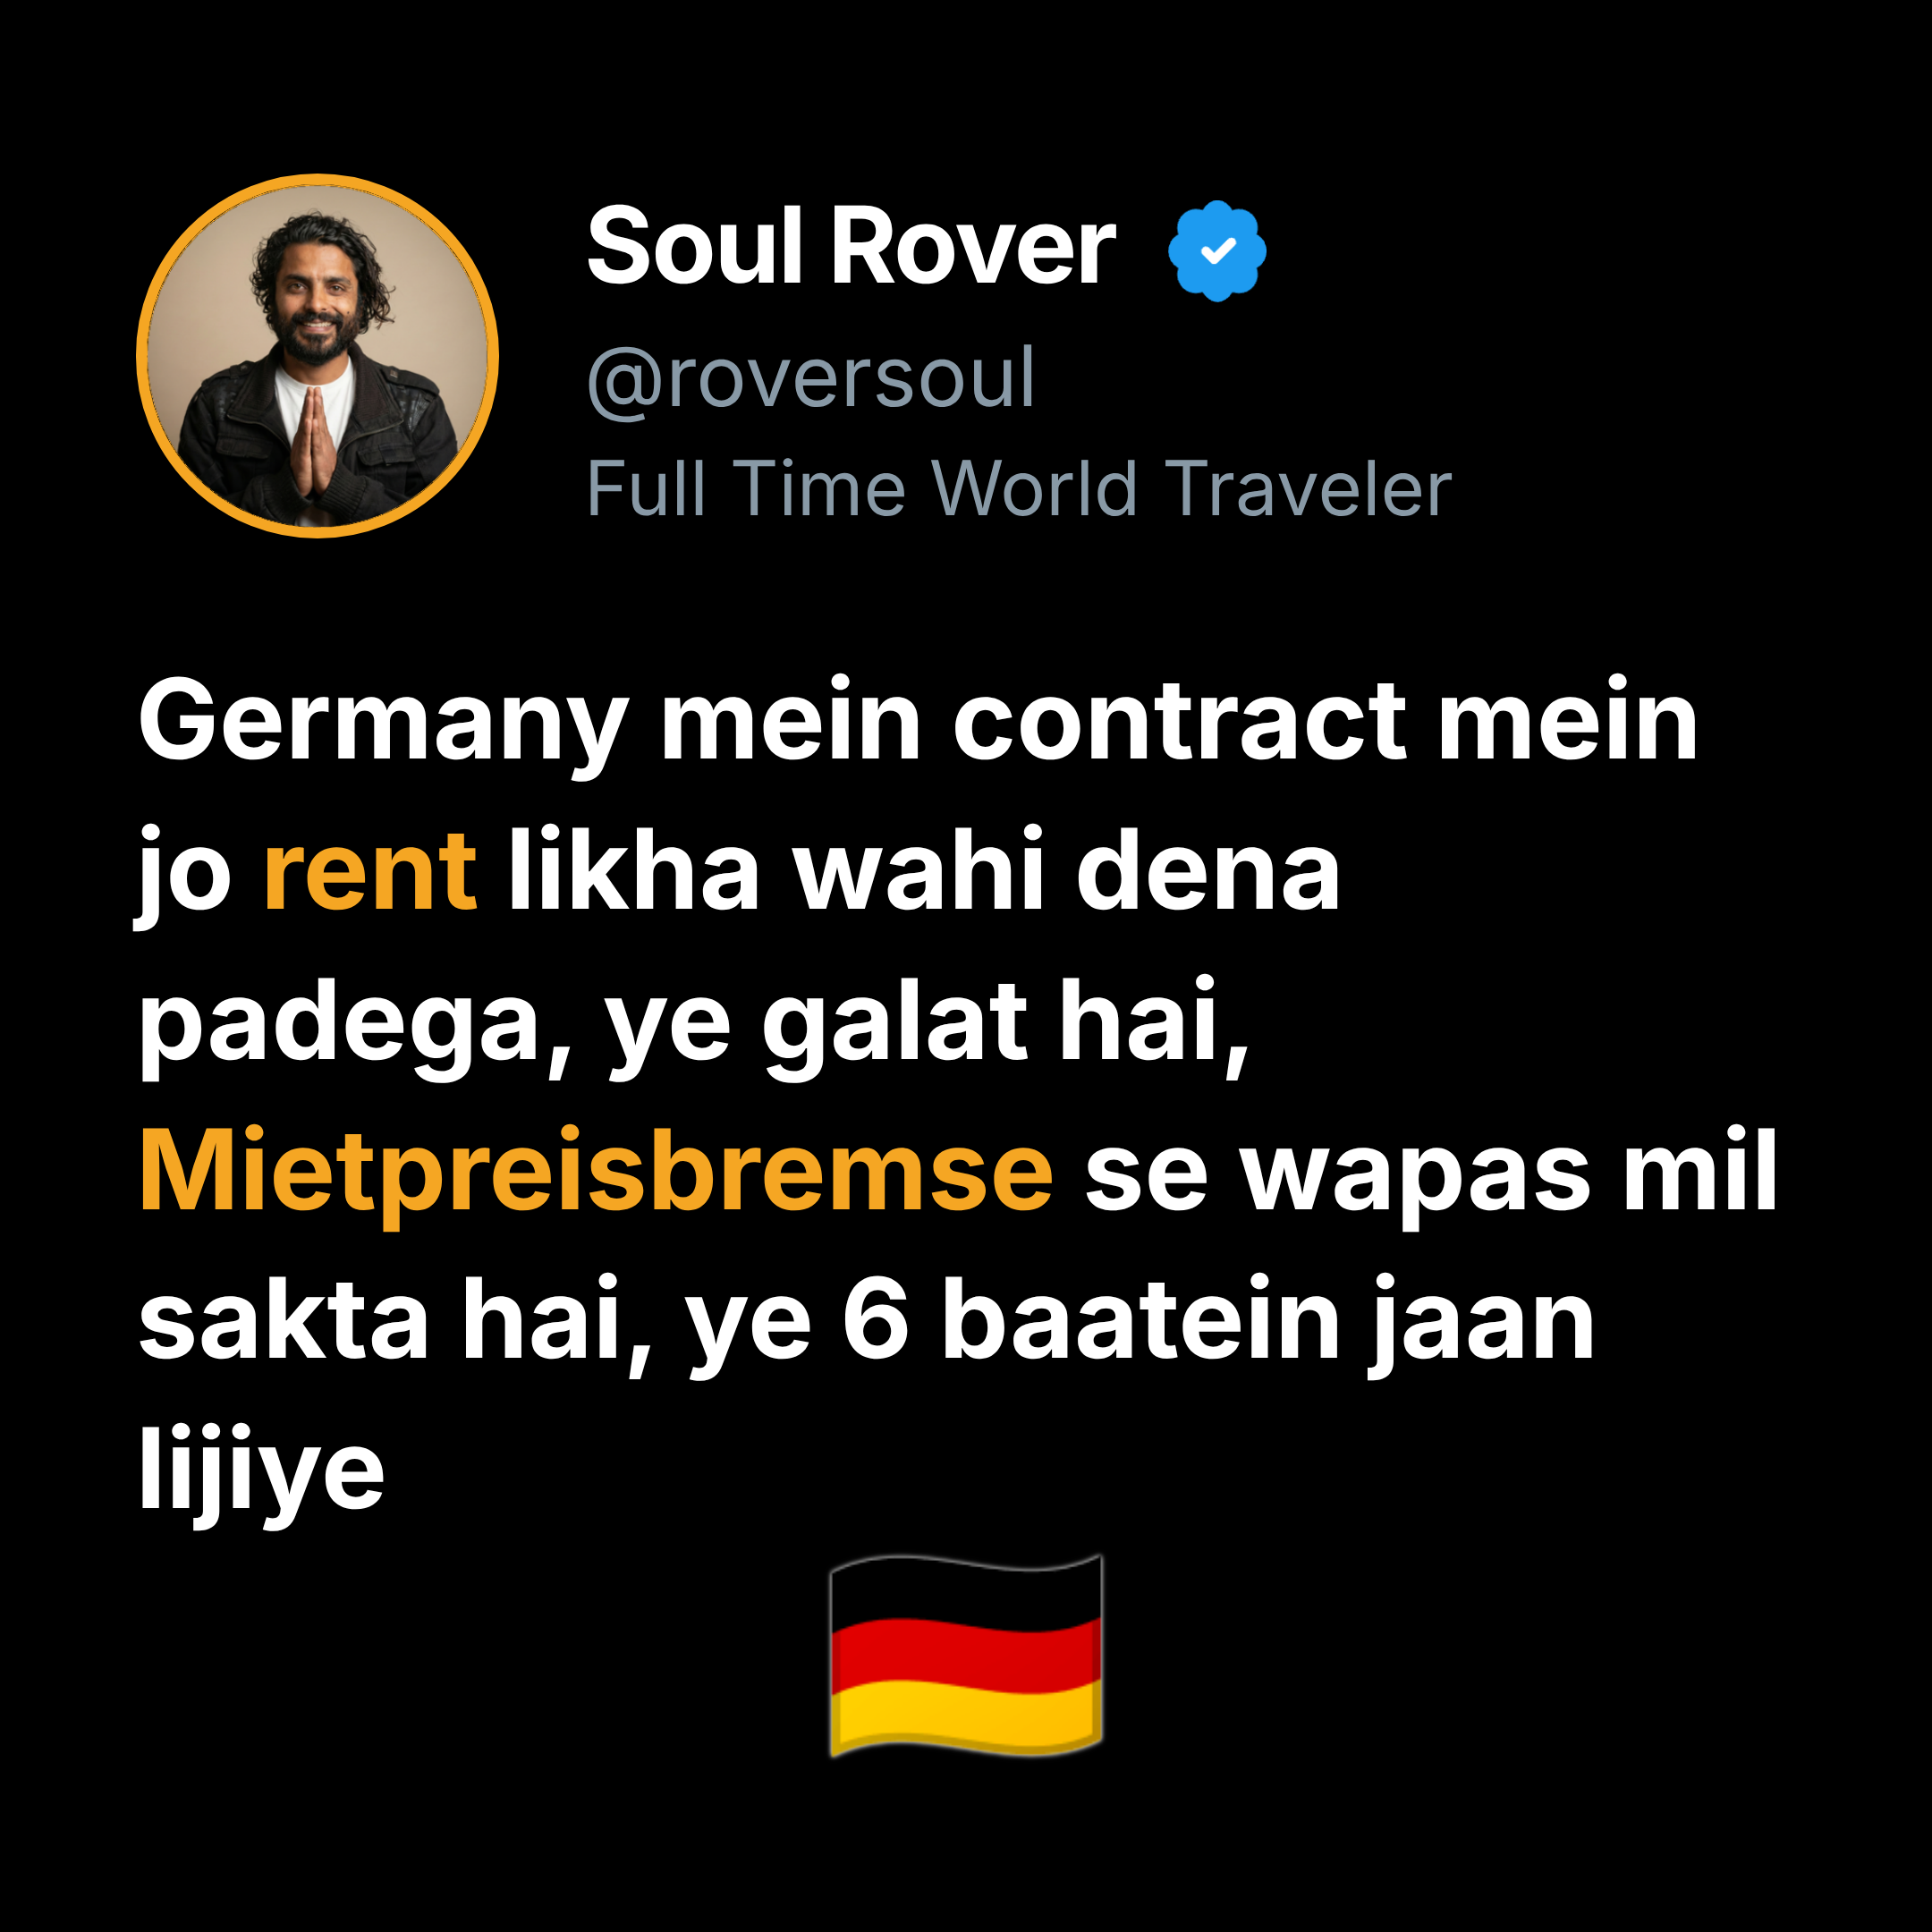 Soul Rover
@roversoul
Full Time World Traveler
Germany mein contract mein
jo rent likha wahi dena
padega, ye galat hai,
Mietpreisbremse se wapas mil
sakta hai, ye 6 baatein jaan
lijiye